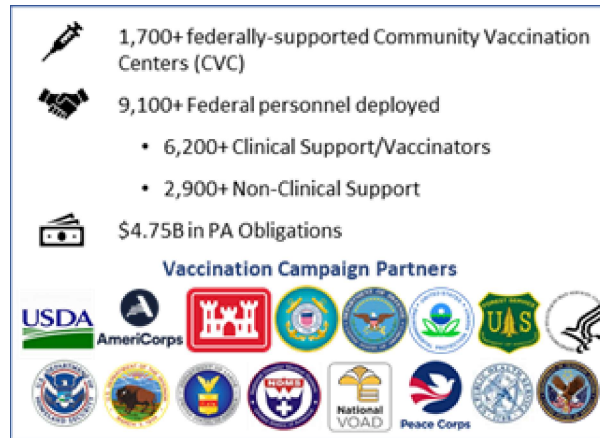 1,700+ federally-supported Community Vaccination
Centers (CVC)
9,100+ Federal personnel deployed
• 6,200+ Clinical Support/Vaccinators
• 2,900+ Non-Clinical Support
$4.75B in PA Obligations
Vaccination Campaign Partners
USDA
AmeriCorps
U S
NDMS
National
VOAD
Peace Corps